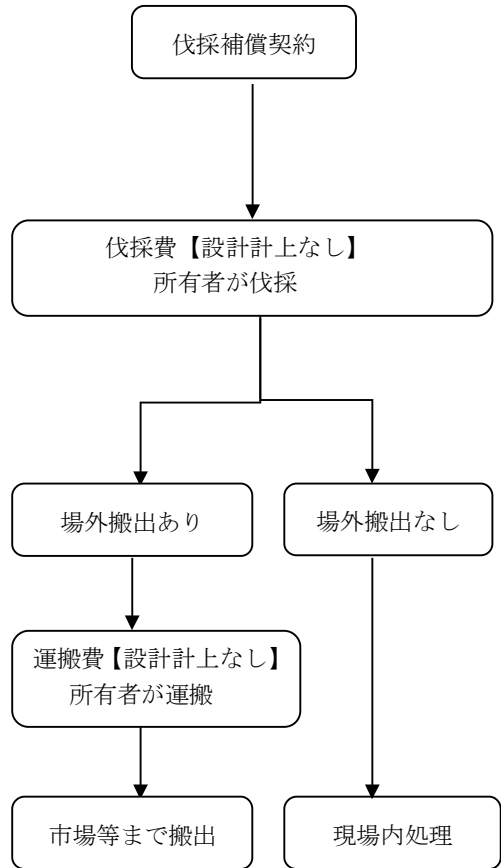 伐採補償契約
伐採費【設計計上なし】
所有者が伐採
場外搬出あり
場外搬出なし
運搬費【設計計上なし】
所有者が運搬
市場等まで搬出
現場内処理